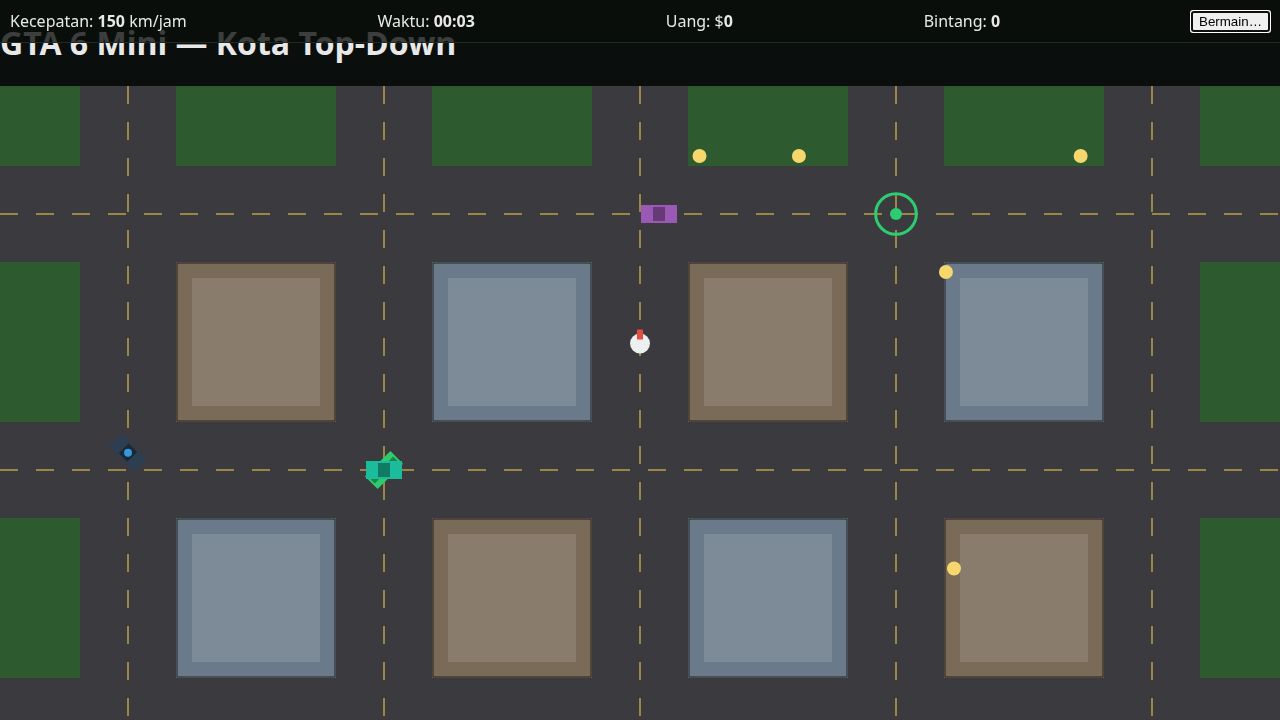 Kecepatan: 150 km/jam Waktu: 00:03 Uang: $0 Bintang: 0 Bermain…
GTA 6 Mini — Kota Top-Down